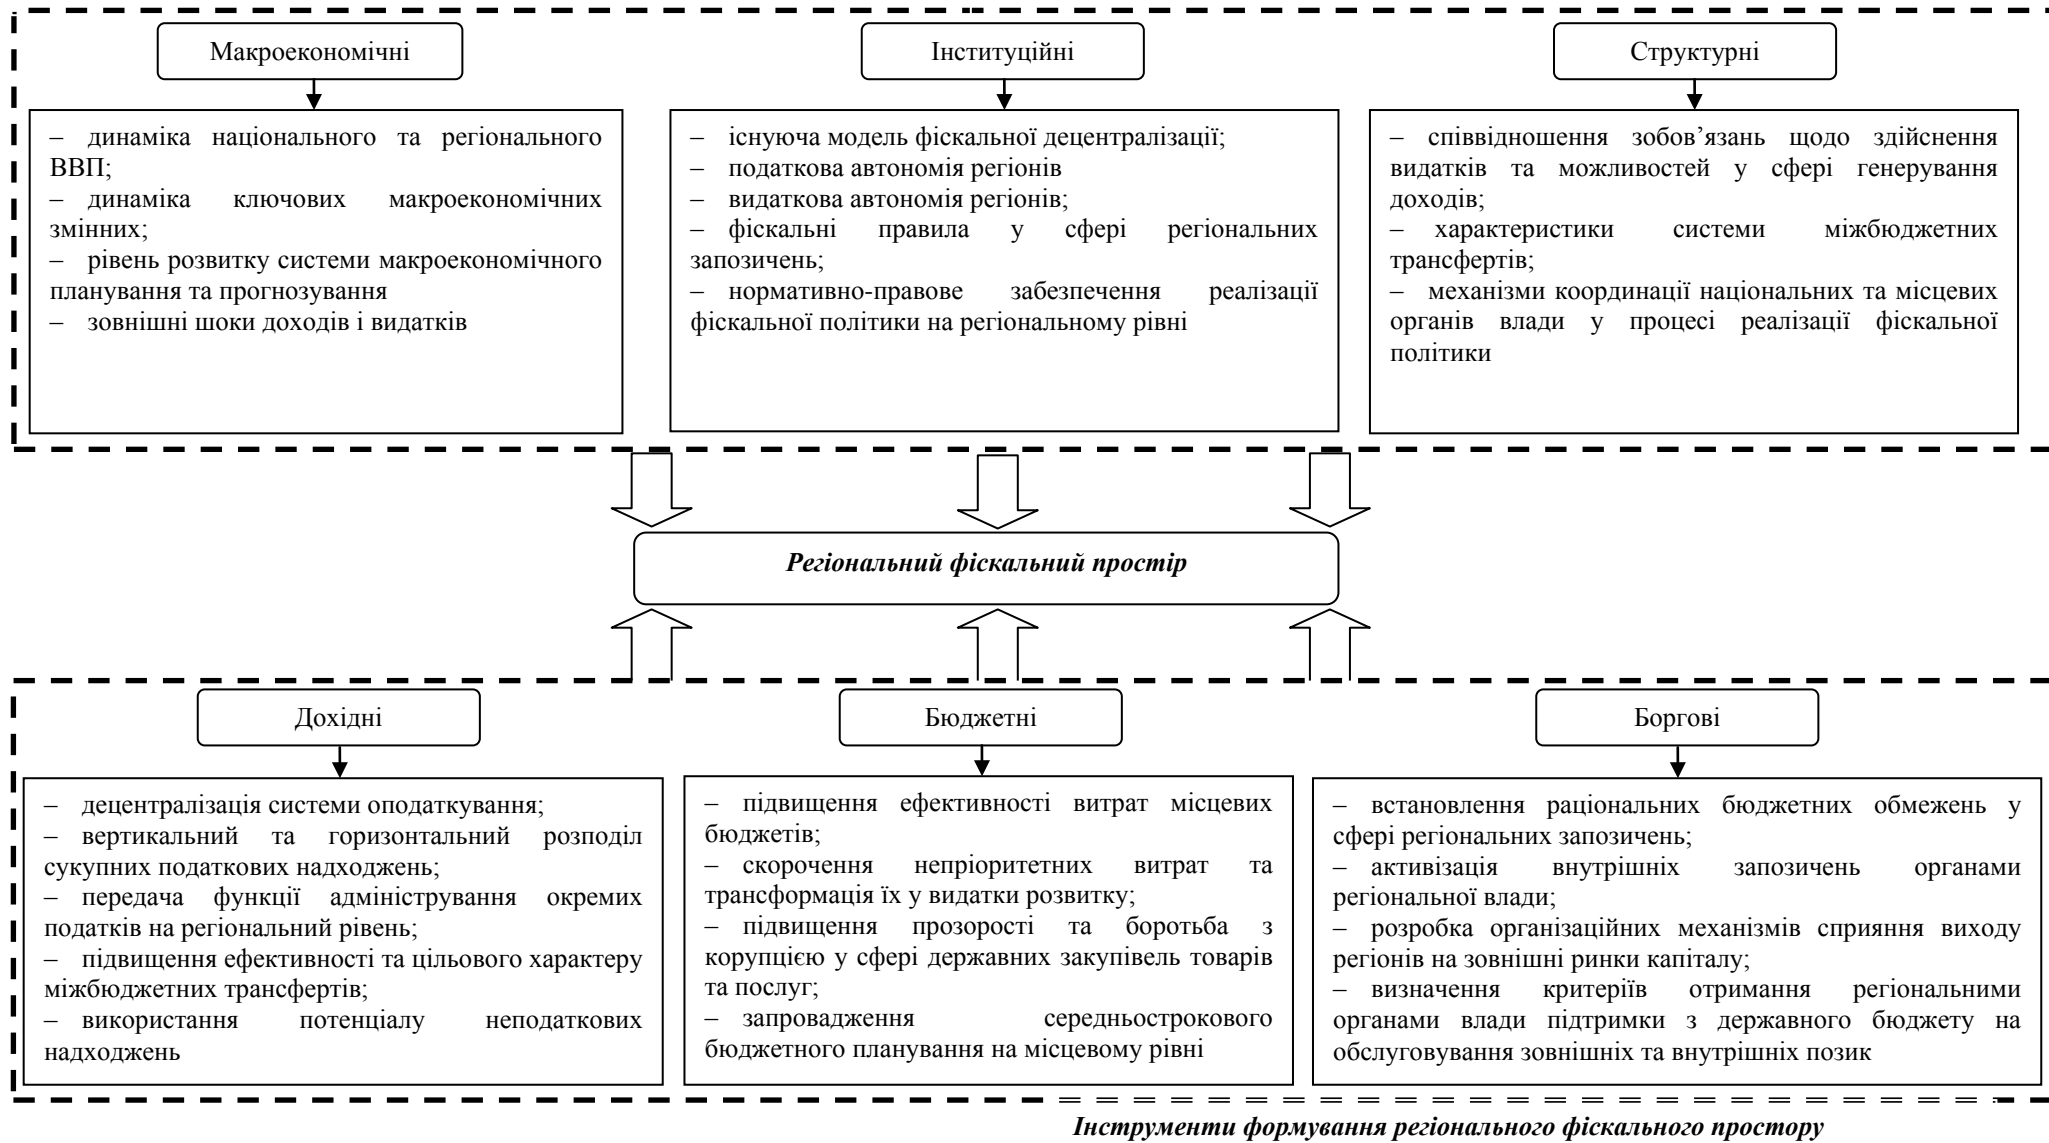 Макроекономічні
– динаміка національного та регіонального
ВВП;
– динаміка ключових макроекономічних
змінних;
– рівень розвитку системи макроекономічного
планування та прогнозування
– зовнішні шоки доходів і видатків
Інституційні
– існуюча модель фіскальної децентралізації;
– податкова автономія регіонів
– видаткова автономія регіонів;
– фіскальні правила у сфері регіональних
запозичень;
– нормативно-правове забезпечення реалізації
фіскальної політики на регіональному рівні
Структурні
– співвідношення зобов’язань щодо здійснення
видатків та можливостей у сфері генерування
доходів;
– характеристики системи міжбюджетних
трансфертів;
– механізми координації національних та місцевих
органів влади у процесі реалізації фіскальної
політики
Регіональний фіскальний простір
Дохідні
– децентралізація системи оподаткування;
– вертикальний та горизонтальний розподіл
сукупних податкових надходжень;
– передача функції адміністрування окремих
податків на регіональний рівень;
– підвищення ефективності та цільового характеру
міжбюджетних трансфертів;
– використання потенціалу неподаткових
надходжень
Бюджетні
– підвищення ефективності витрат місцевих
бюджетів;
– скорочення непріоритетних витрат та
трансформація їх у видатки розвитку;
– підвищення прозорості та боротьба з
корупцією у сфері державних закупівель товарів
та послуг;
– запровадження середньострокового
бюджетного планування на місцевому рівні
Боргові
– встановлення раціональних бюджетних обмежень у
сфері регіональних запозичень;
– активізація внутрішніх запозичень органами
регіональної влади;
– розробка організаційних механізмів сприяння виходу
регіонів на зовнішні ринки капіталу;
– визначення критеріїв отримання регіональними
органами влади підтримки з державного бюджету на
обслуговування зовнішніх та внутрішніх позик
Інструменти формування регіонального фіскального простору